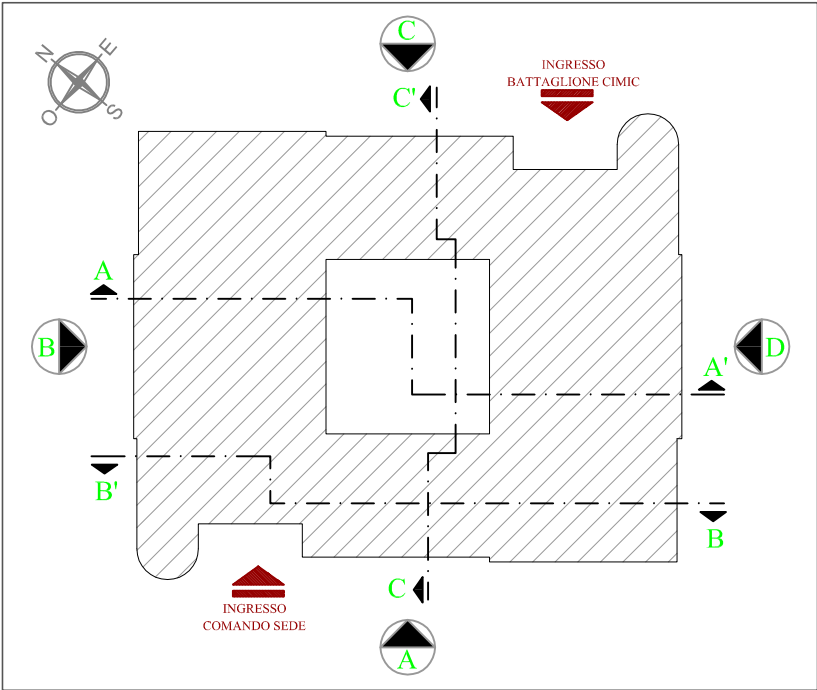 C
INGRESSO
BATTAGLIONE CIMIC
N
E
O
S
C'
A
B
D
A'
B'
B
C
INGRESSO
COMANDO SEDE
A